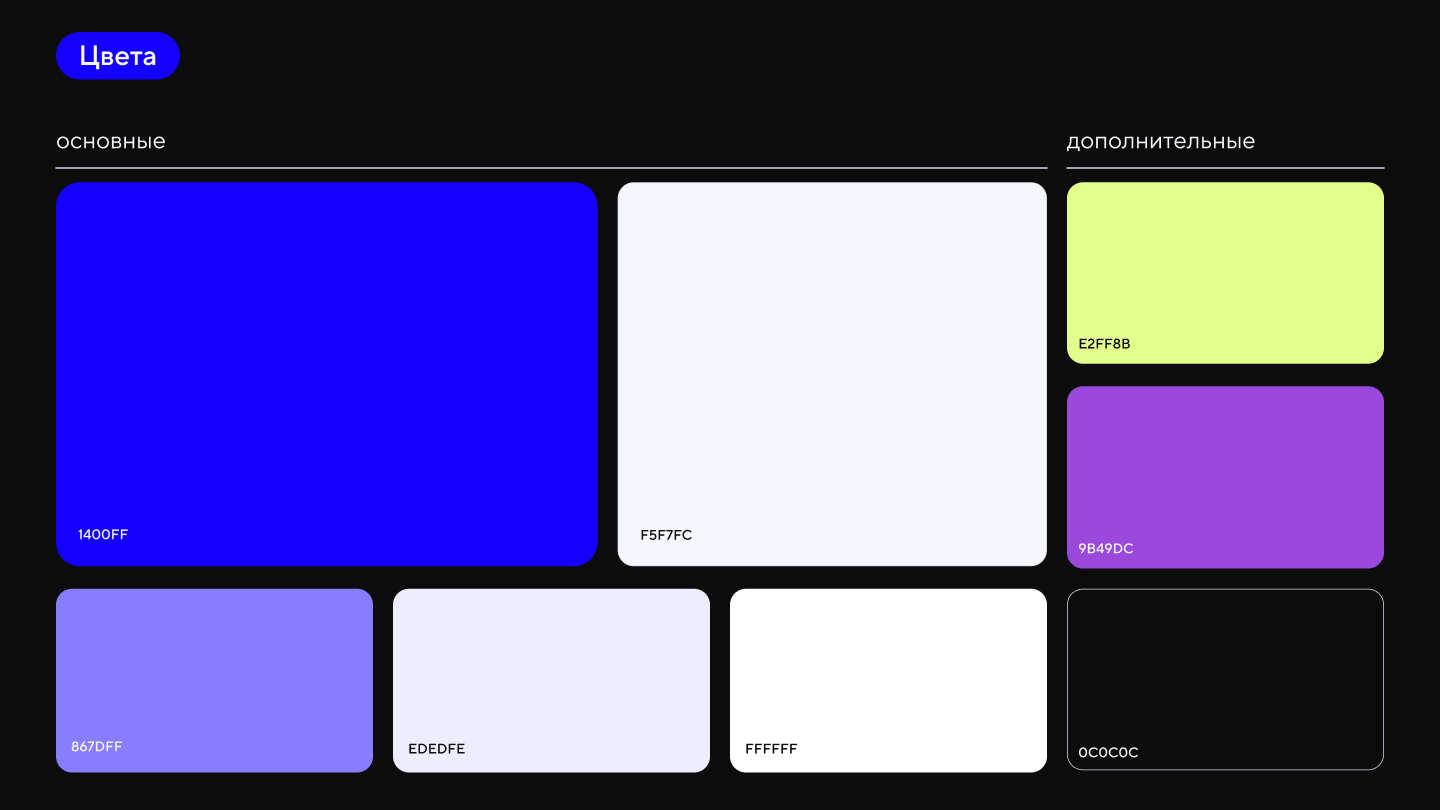 Цвета
основные
дополнительные
1400FF
F5F7FC
E2FF8B
9B49DC
867DFF
EDEDFE
FFFFFF
0C0C0C